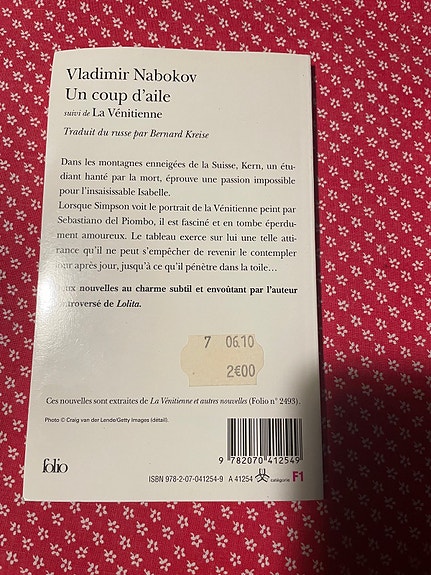 Vladimir Nabokov
Un coup d'aile
suivi de La Vénitienne
Traduit du russe par Bernard Kreise
Dans les montagnes enneigées de la Suisse, Kern, un étu-
diant hanté par la mort, éprouve une passion impossible
pour l'insaisissable Isabelle.
Lorsque Simpson voit le portrait de la Vénitienne peint par
Sebastiano del Piombo, il est fasciné et en tombe éperdu-
ment amoureux. Le tableau exerce sur lui une telle atti-
rance qu'il ne peut s'empêcher de revenir le contempler
jour après jour, jusqu'à ce qu'il pénètre dans la toile…
nouvelles au charme subtil et envoûtant par l'auteur
de Lolita.
7 06.10
2€00
Ces nouvelles sont extraites de La Vénitienne et autres nouvelles (Folio n° 2493).
Photo © Craig van der Lende/Getty Images (détail).
9 782070 412549
folio
ISBN 978-2-07-041254-9 A 41254 catégorie F1